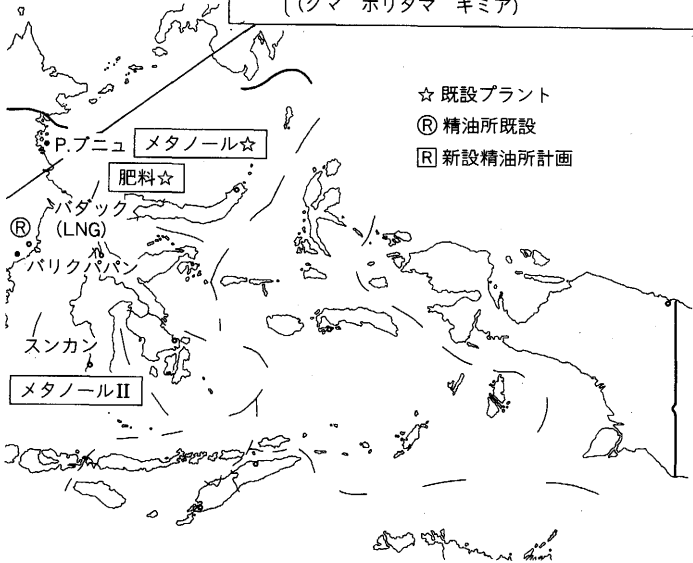 (グマ ポリタマ キミア)
☆ 既設プラント
Ⓡ 精油所既設
🅁 新設精油所計画
P.プニュ メタノール☆
肥料☆
バダック
(LNG)
Ⓡ
バリクパパン
スンカン
メタノールII